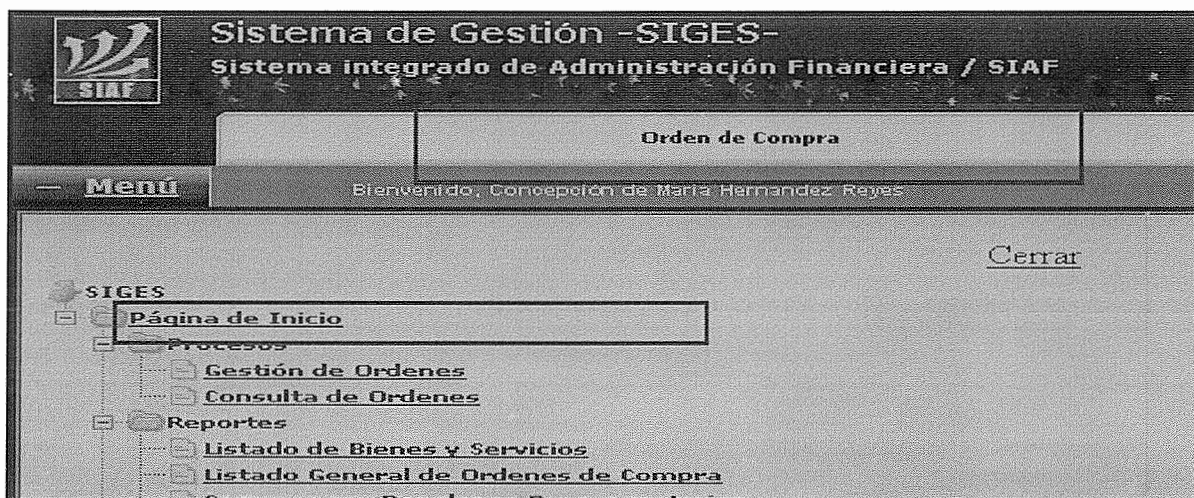 Sistema de Gestión -SIGES-
Sistema integrado de Administración Financiera / SIAF
SIAF
Orden de Compra
— Menú
Bienvenido, Concepción de María Hernandez Reyes
Cerrar
SIGES
Página de Inicio
Procesos
Gestión de Ordenes
Consulta de Ordenes
Reportes
Listado de Bienes y Servicios
Listado General de Ordenes de Compra